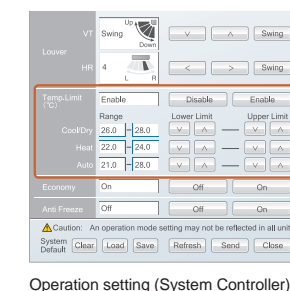 Up
VT Swing Swing
Down
Louver
HR 4 < > Swing
L R
Temp.Limit Enable Disable Enable
(°C)
Range Lower Limit Upper Limit
Cool/Dry 26.0 - 28.0
Heat 22.0 - 24.0
Auto 21.0 - 28.0
Economy On Off On
Anti Freeze Off Off On
Caution: An operation mode setting may not be reflected in all unit
System
Default Clear Load Save Refresh Send Close
Operation setting (System Controller)